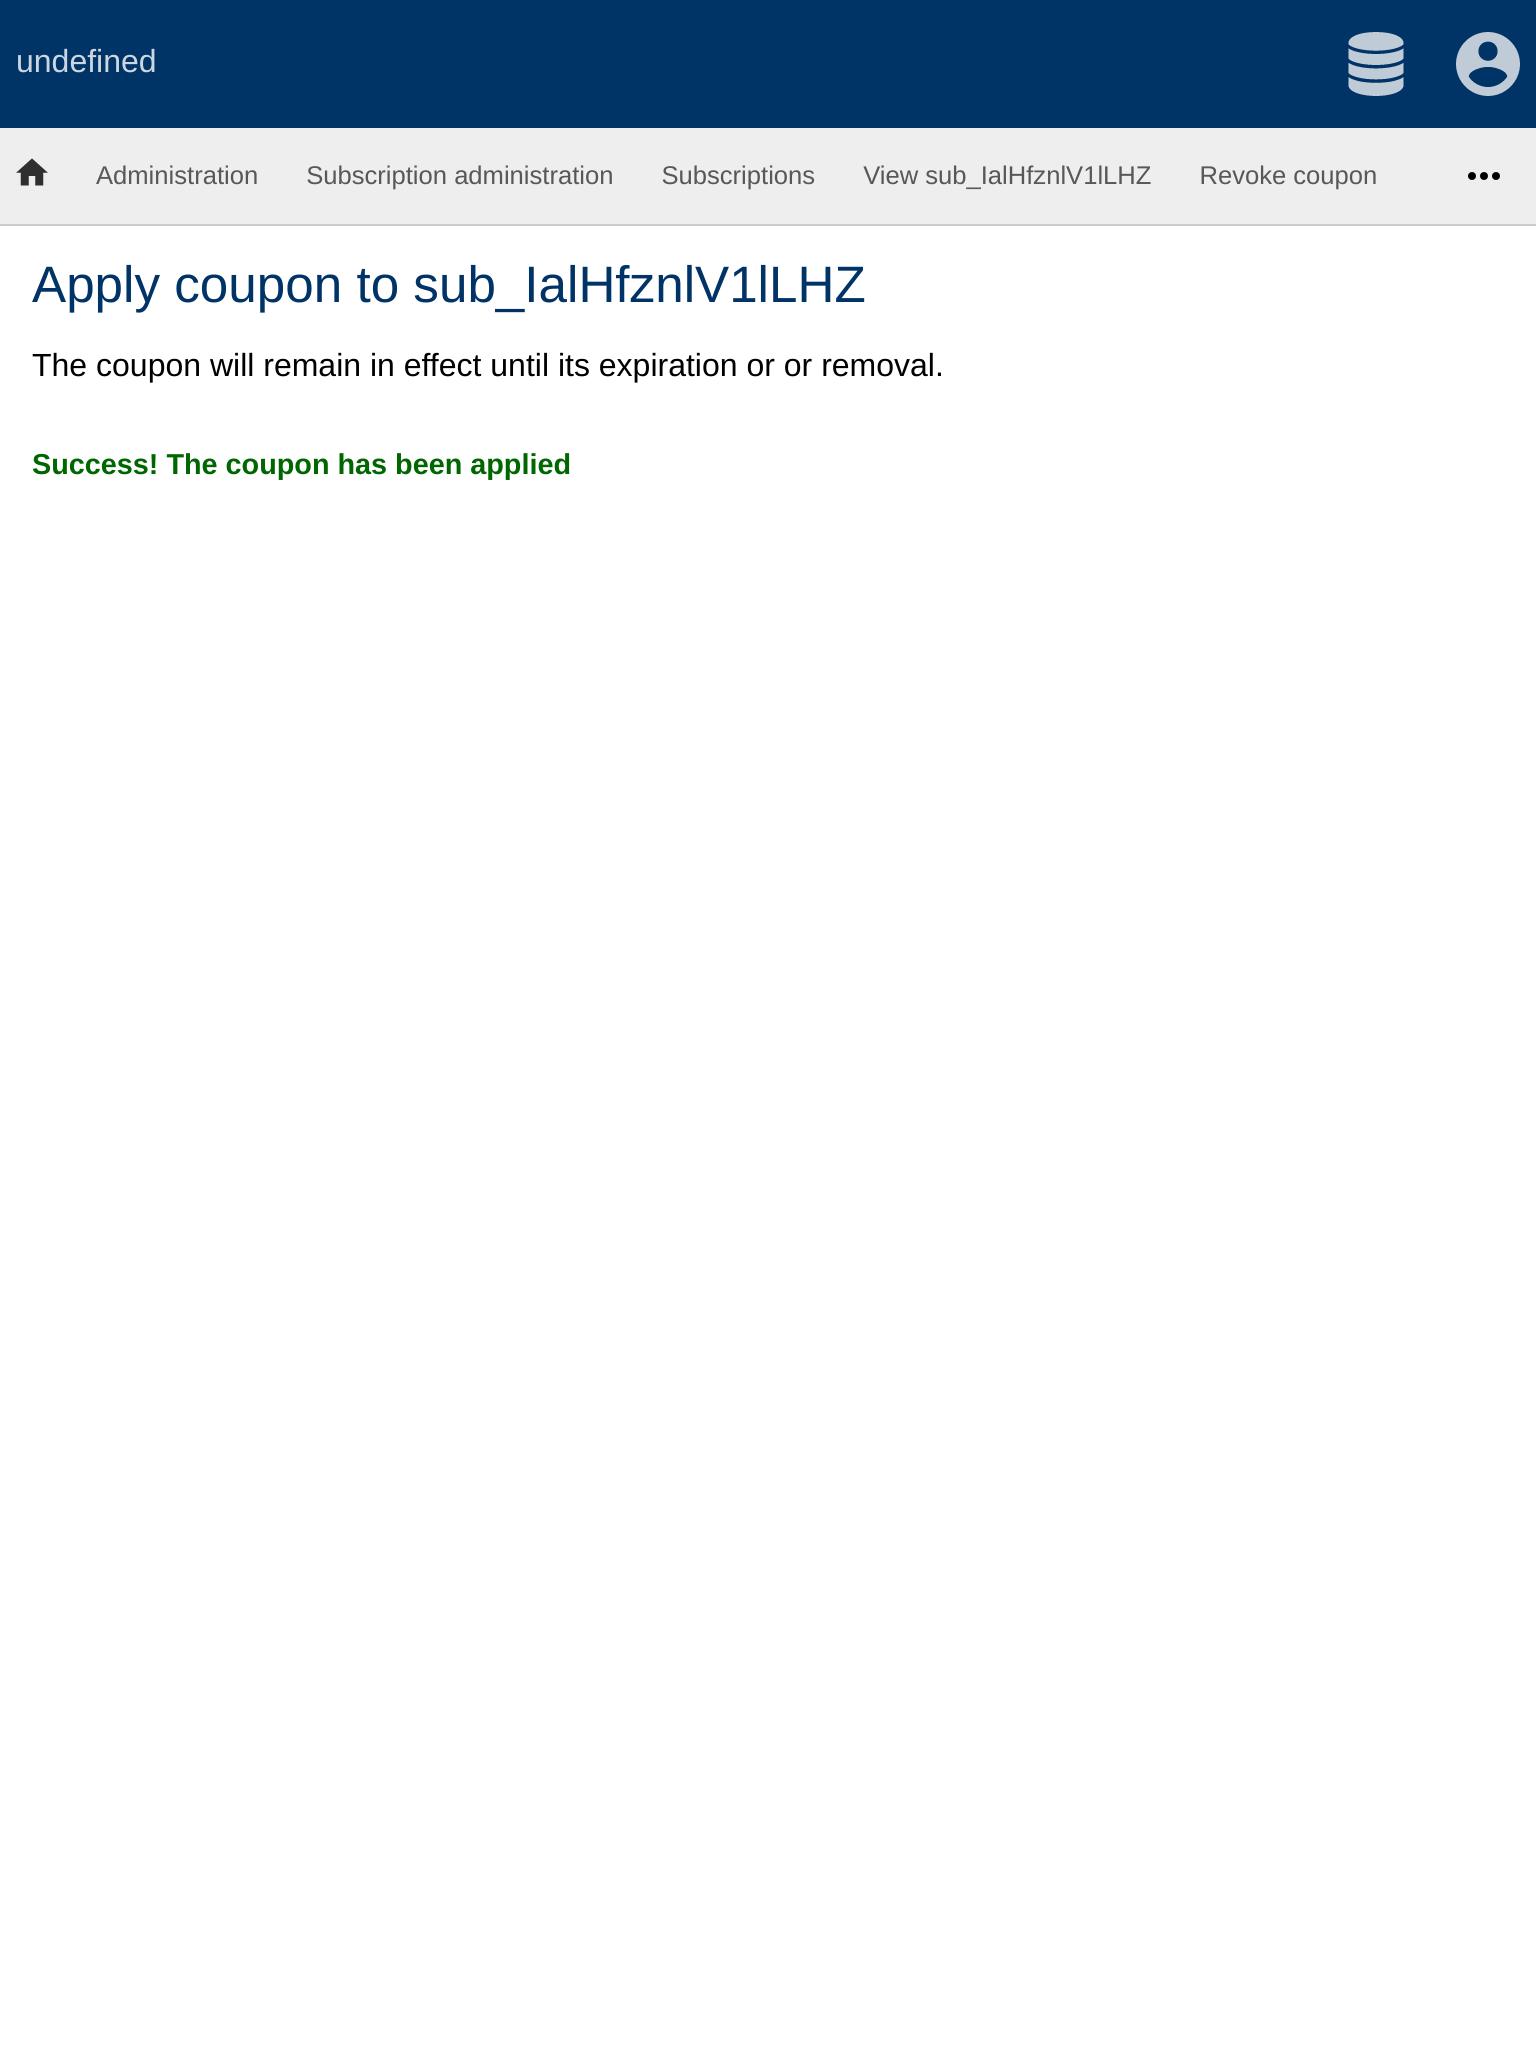 undefined
Administration Subscription administration Subscriptions View sub_IalHfznlV1lLHZ Revoke coupon
Apply coupon to sub_IalHfznlV1lLHZ
The coupon will remain in effect until its expiration or or removal.
Success! The coupon has been applied